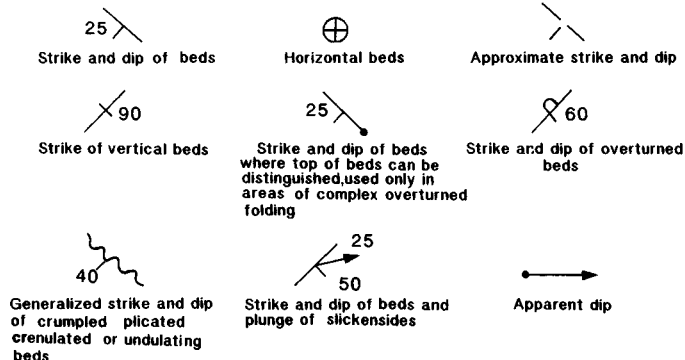 25
Strike and dip of beds
Horizontal beds
Approximate strike and dip
90
Strike of vertical beds
25
Strike and dip of beds
where top of beds can be
distinguished,used only in
areas of complex overturned
folding
60
Strike and dip of overturned
beds
40
Generalized strike and dip
of crumpled plicated
crenulated or undulating
beds
25
50
Strike and dip of beds and
plunge of slickensides
Apparent dip